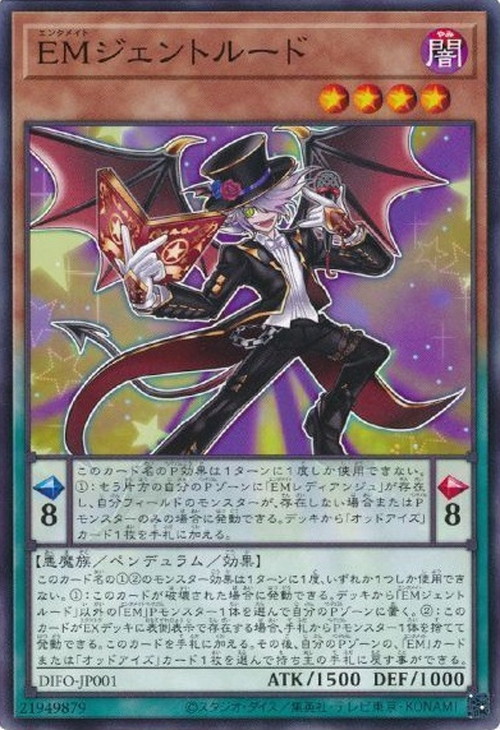 エンタメイト
EMジェントルード
やみ
闇
このカード名のP効果は1ターンに1度しか使用できない。
①:もう片方の自分のPゾーンに「EMレディアンジュ」が存在
し、自分フィールドのモンスターが、存在しない場合またはP
モンスターのみの場合に発動できる。デッキから「オッドアイズ」
カード1枚を手札に加える。
8
8
【悪魔族/ペンデュラム/効果】
このカード名の①②のモンスター効果は1ターンに1度、いずれか1つしか使用でき
ない。①:このカードが破壊された場合に発動できる。デッキから「EMジェント
ルード」以外の「EM」Pモンスター1体を選んで自分のPゾーンに置く。②:この
カードがEXデッキに表側表示で存在する場合、手札からPモンスター1体を捨てて
発動できる。このカードを手札に加える。その後、自分のPゾーンの、「EM」カード
または「オッドアイズ」カード1枚を選んで持ち主の手札に戻す事ができる。
DIFO-JP001
ATK/1500 DEF/1000
21949879
©スタジオ・ダイス/集英社・テレビ東京・KONAMI